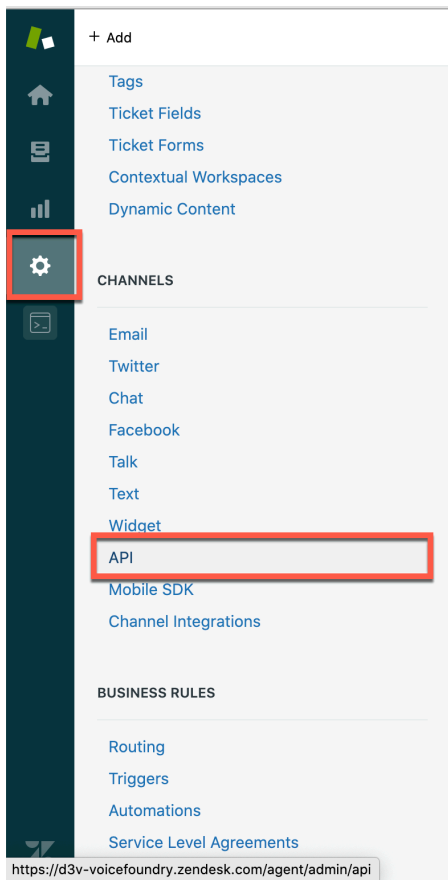 + Add
Tags
Ticket Fields
Ticket Forms
Contextual Workspaces
Dynamic Content
CHANNELS
Email
Twitter
Chat
Facebook
Talk
Text
Widget
API
Mobile SDK
Channel Integrations
BUSINESS RULES
Routing
Triggers
Automations
Service Level Agreements
https://d3v-voicefoundry.zendesk.com/agent/admin/api